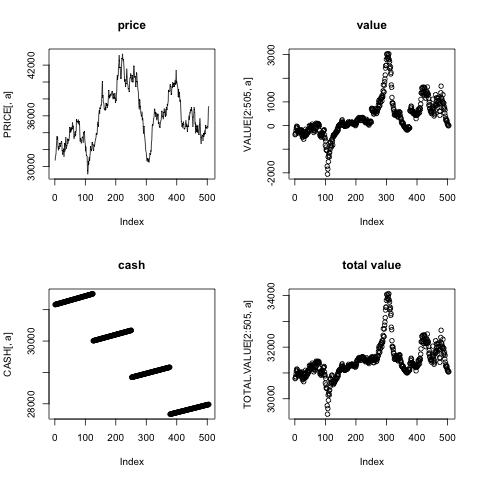 price
PRICE[, a]
42000
36000
30000
0 100 200 300 400 500
Index
value
VALUE[2:505, a]
3000
1000
0
-2000
0 100 200 300 400 500
Index
cash
CASH[, a]
30000
28000
0 100 200 300 400 500
Index
total value
TOTAL.VALUE[2:505, a]
34000
32000
30000
0 100 200 300 400 500
Index